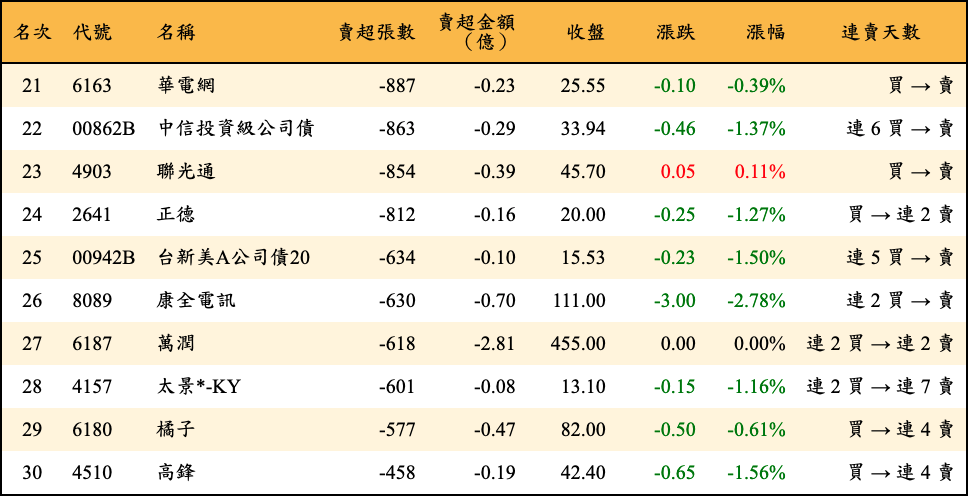 名次 代號 名稱 賣超張數 賣超金額（億） 收盤 漲跌 漲幅 連賣天數
21 6163 華電網 -887 -0.23 25.55 -0.10 -0.39% 買 → 賣
22 00862B 中信投資級公司債 -863 -0.29 33.94 -0.46 -1.37% 連 6 買 → 賣
23 4903 聯光通 -854 -0.39 45.70 0.05 0.11% 買 → 賣
24 2641 正德 -812 -0.16 20.00 -0.25 -1.27% 買 → 連 2 賣
25 00942B 台新美A公司債20 -634 -0.10 15.53 -0.23 -1.50% 連 5 買 → 賣
26 8089 康全電訊 -630 -0.70 111.00 -3.00 -2.78% 連 2 買 → 賣
27 6187 萬潤 -618 -2.81 455.00 0.00 0.00% 連 2 買 → 連 2 賣
28 4157 太景*-KY -601 -0.08 13.10 -0.15 -1.16% 連 2 買 → 連 7 賣
29 6180 橘子 -577 -0.47 82.00 -0.50 -0.61% 買 → 連 4 賣
30 4510 高鋒 -458 -0.19 42.40 -0.65 -1.56% 買 → 連 4 賣